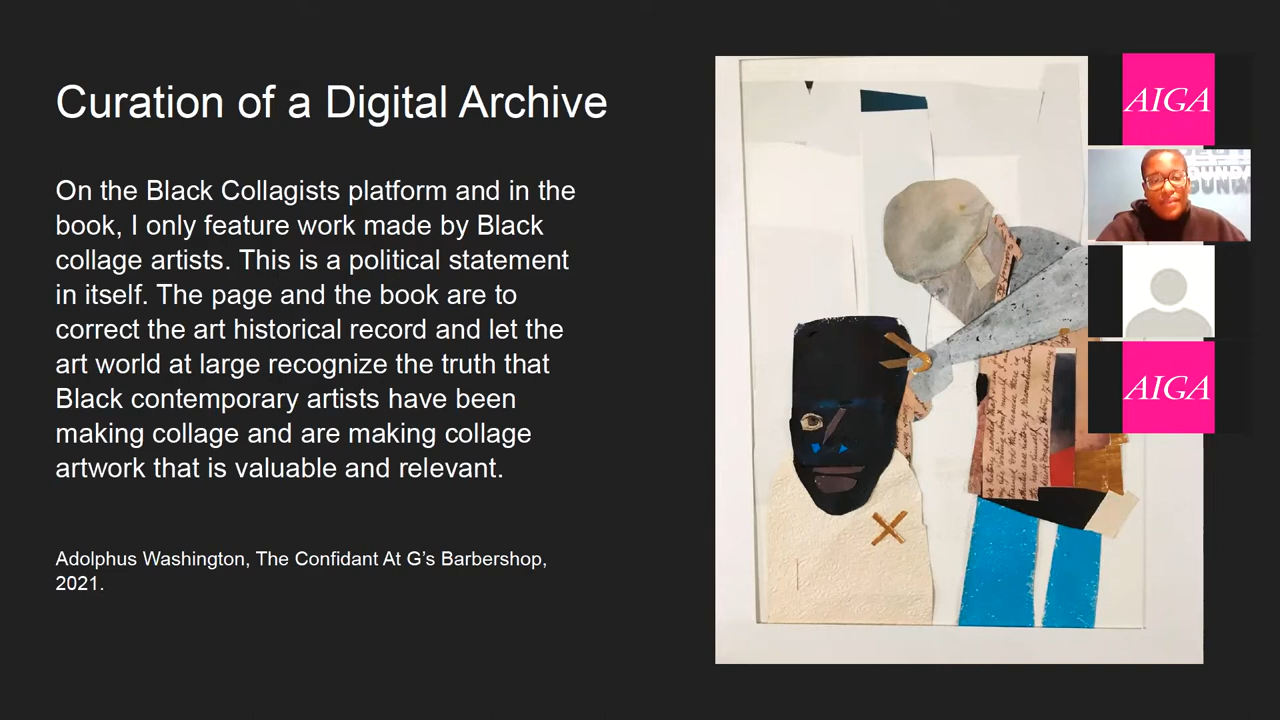 Curation of a Digital Archive
On the Black Collagists platform and in the
book, I only feature work made by Black
collage artists. This is a political statement
in itself. The page and the book are to
correct the art historical record and let the
art world at large recognize the truth that
Black contemporary artists have been
making collage and are making collage
artwork that is valuable and relevant.
Adolphus Washington, The Confidant At G’s Barbershop,
2021.
AIGA
AIGA